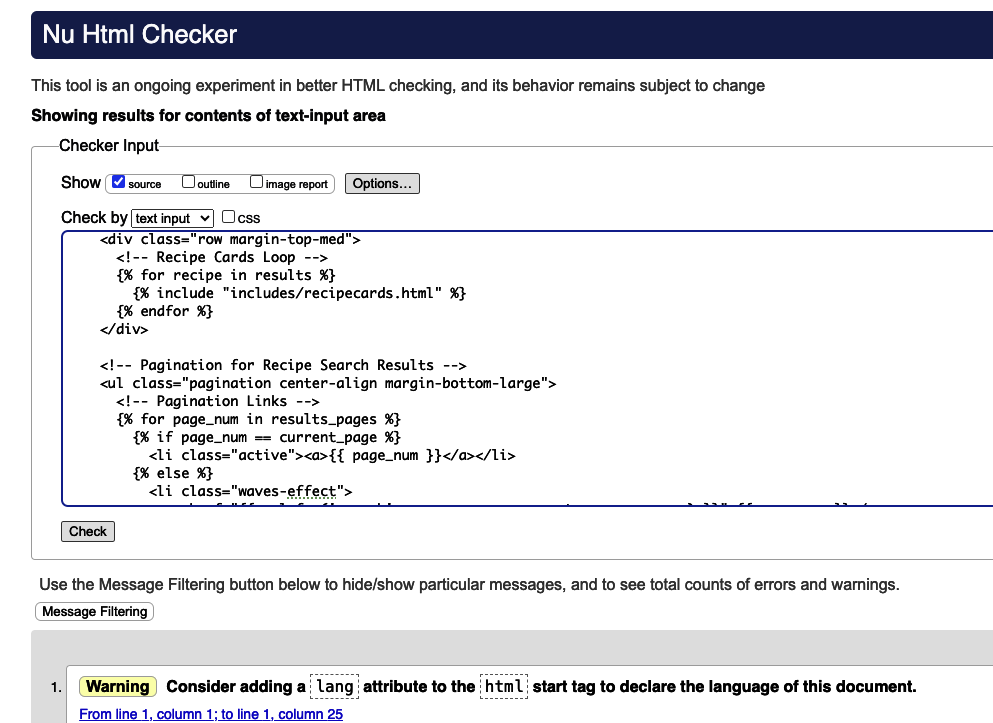 Nu Html Checker
This tool is an ongoing experiment in better HTML checking, and its behavior remains subject to change
Showing results for contents of text-input area
Checker Input
Show source outline image report Options...
Check by text input css
<div class="row margin-top-med">
<!-- Recipe Cards Loop -->
{% for recipe in results %}
{% include "includes/recipecards.html" %}
{% endfor %}
</div>
<!-- Pagination for Recipe Search Results -->
<ul class="pagination center-align margin-bottom-large">
<!-- Pagination Links -->
{% for page_num in results_pages %}
{% if page_num == current_page %}
<li class="active"><a>{{ page_num }}</a></li>
{% else %}
<li class="waves-effect">
Check
Use the Message Filtering button below to hide/show particular messages, and to see total counts of errors and warnings.
Message Filtering
1. Warning Consider adding a lang attribute to the html start tag to declare the language of this document.
From line 1, column 1; to line 1, column 25